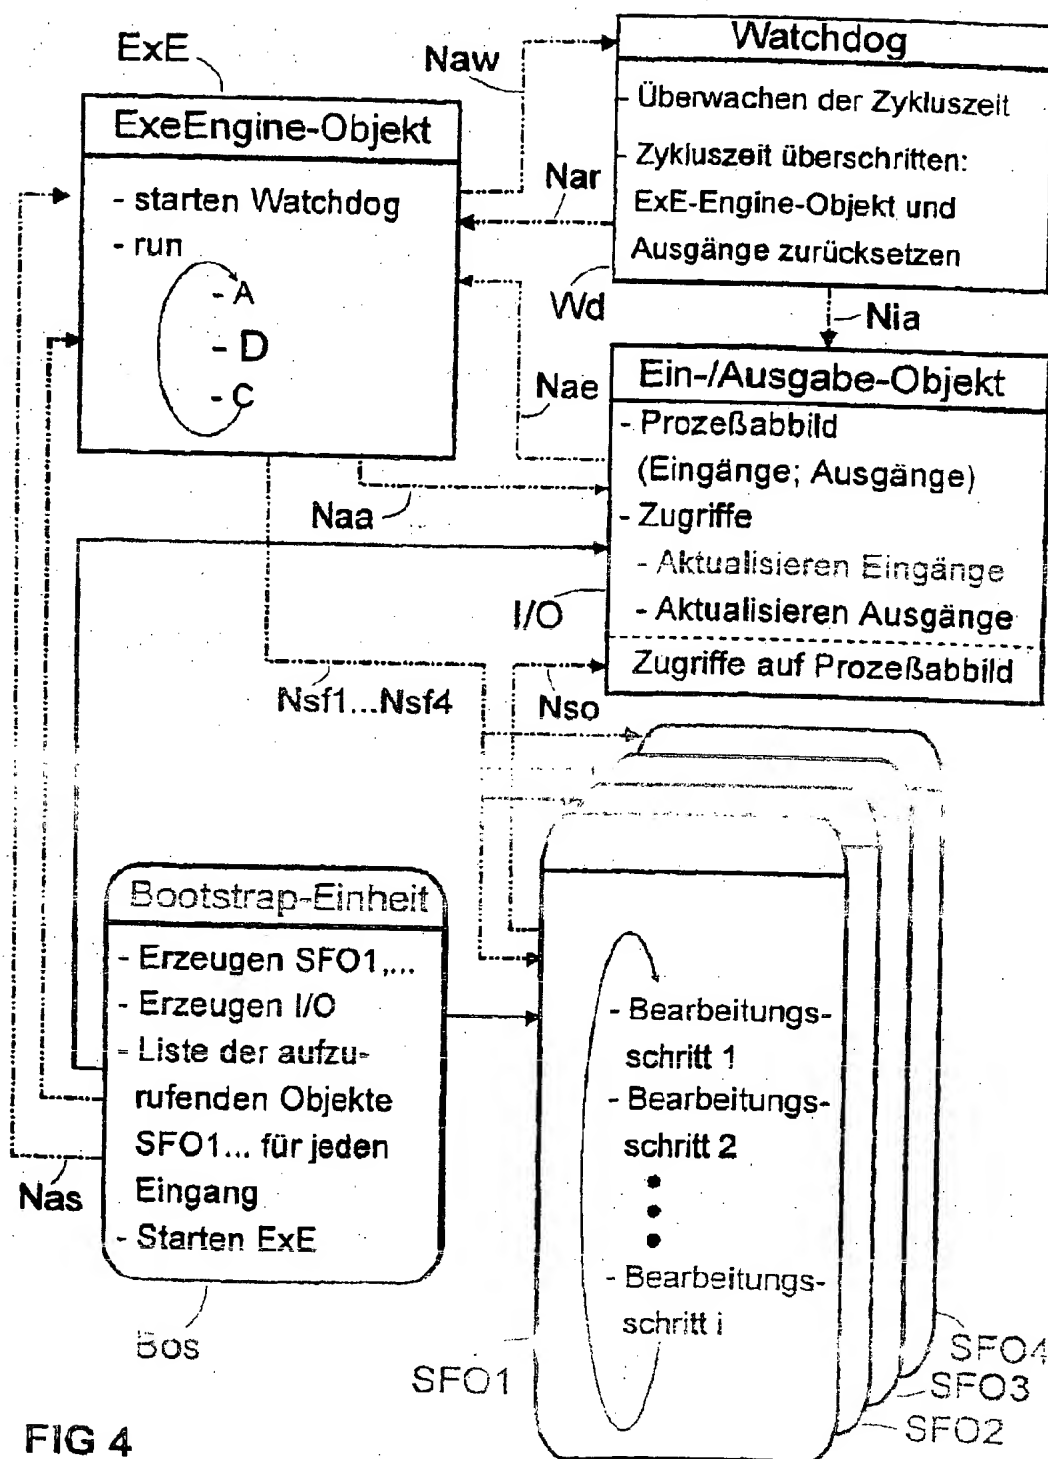 ExE
ExeEngine-Objekt
- starten Watchdog
- run
- A
- D
- C
Naw
Nar
Nae
Naa
Watchdog
- Überwachen der Zykluszeit
- Zykluszeit überschritten:
ExE-Engine-Objekt und
Ausgänge zurücksetzen
Wd
Nia
Ein-/Ausgabe-Objekt
- Prozeßabbild
(Eingänge; Ausgänge)
- Zugriffe
- Aktualisieren Eingänge
- Aktualisieren Ausgänge
Zugriffe auf Prozeßabbild
I/O
Nsf1...Nsf4
Nso
Bootstrap-Einheit
- Erzeugen SFO1,...
- Erzeugen I/O
- Liste der aufzu-
rufenden Objekte
SFO1... für jeden
Eingang
- Starten ExE
Nas
Bos
- Bearbeitungs-
schritt 1
- Bearbeitungs-
schritt 2
- Bearbeitungs-
schritt i
SFO1
SFO4
SFO3
SFO2
FIG 4